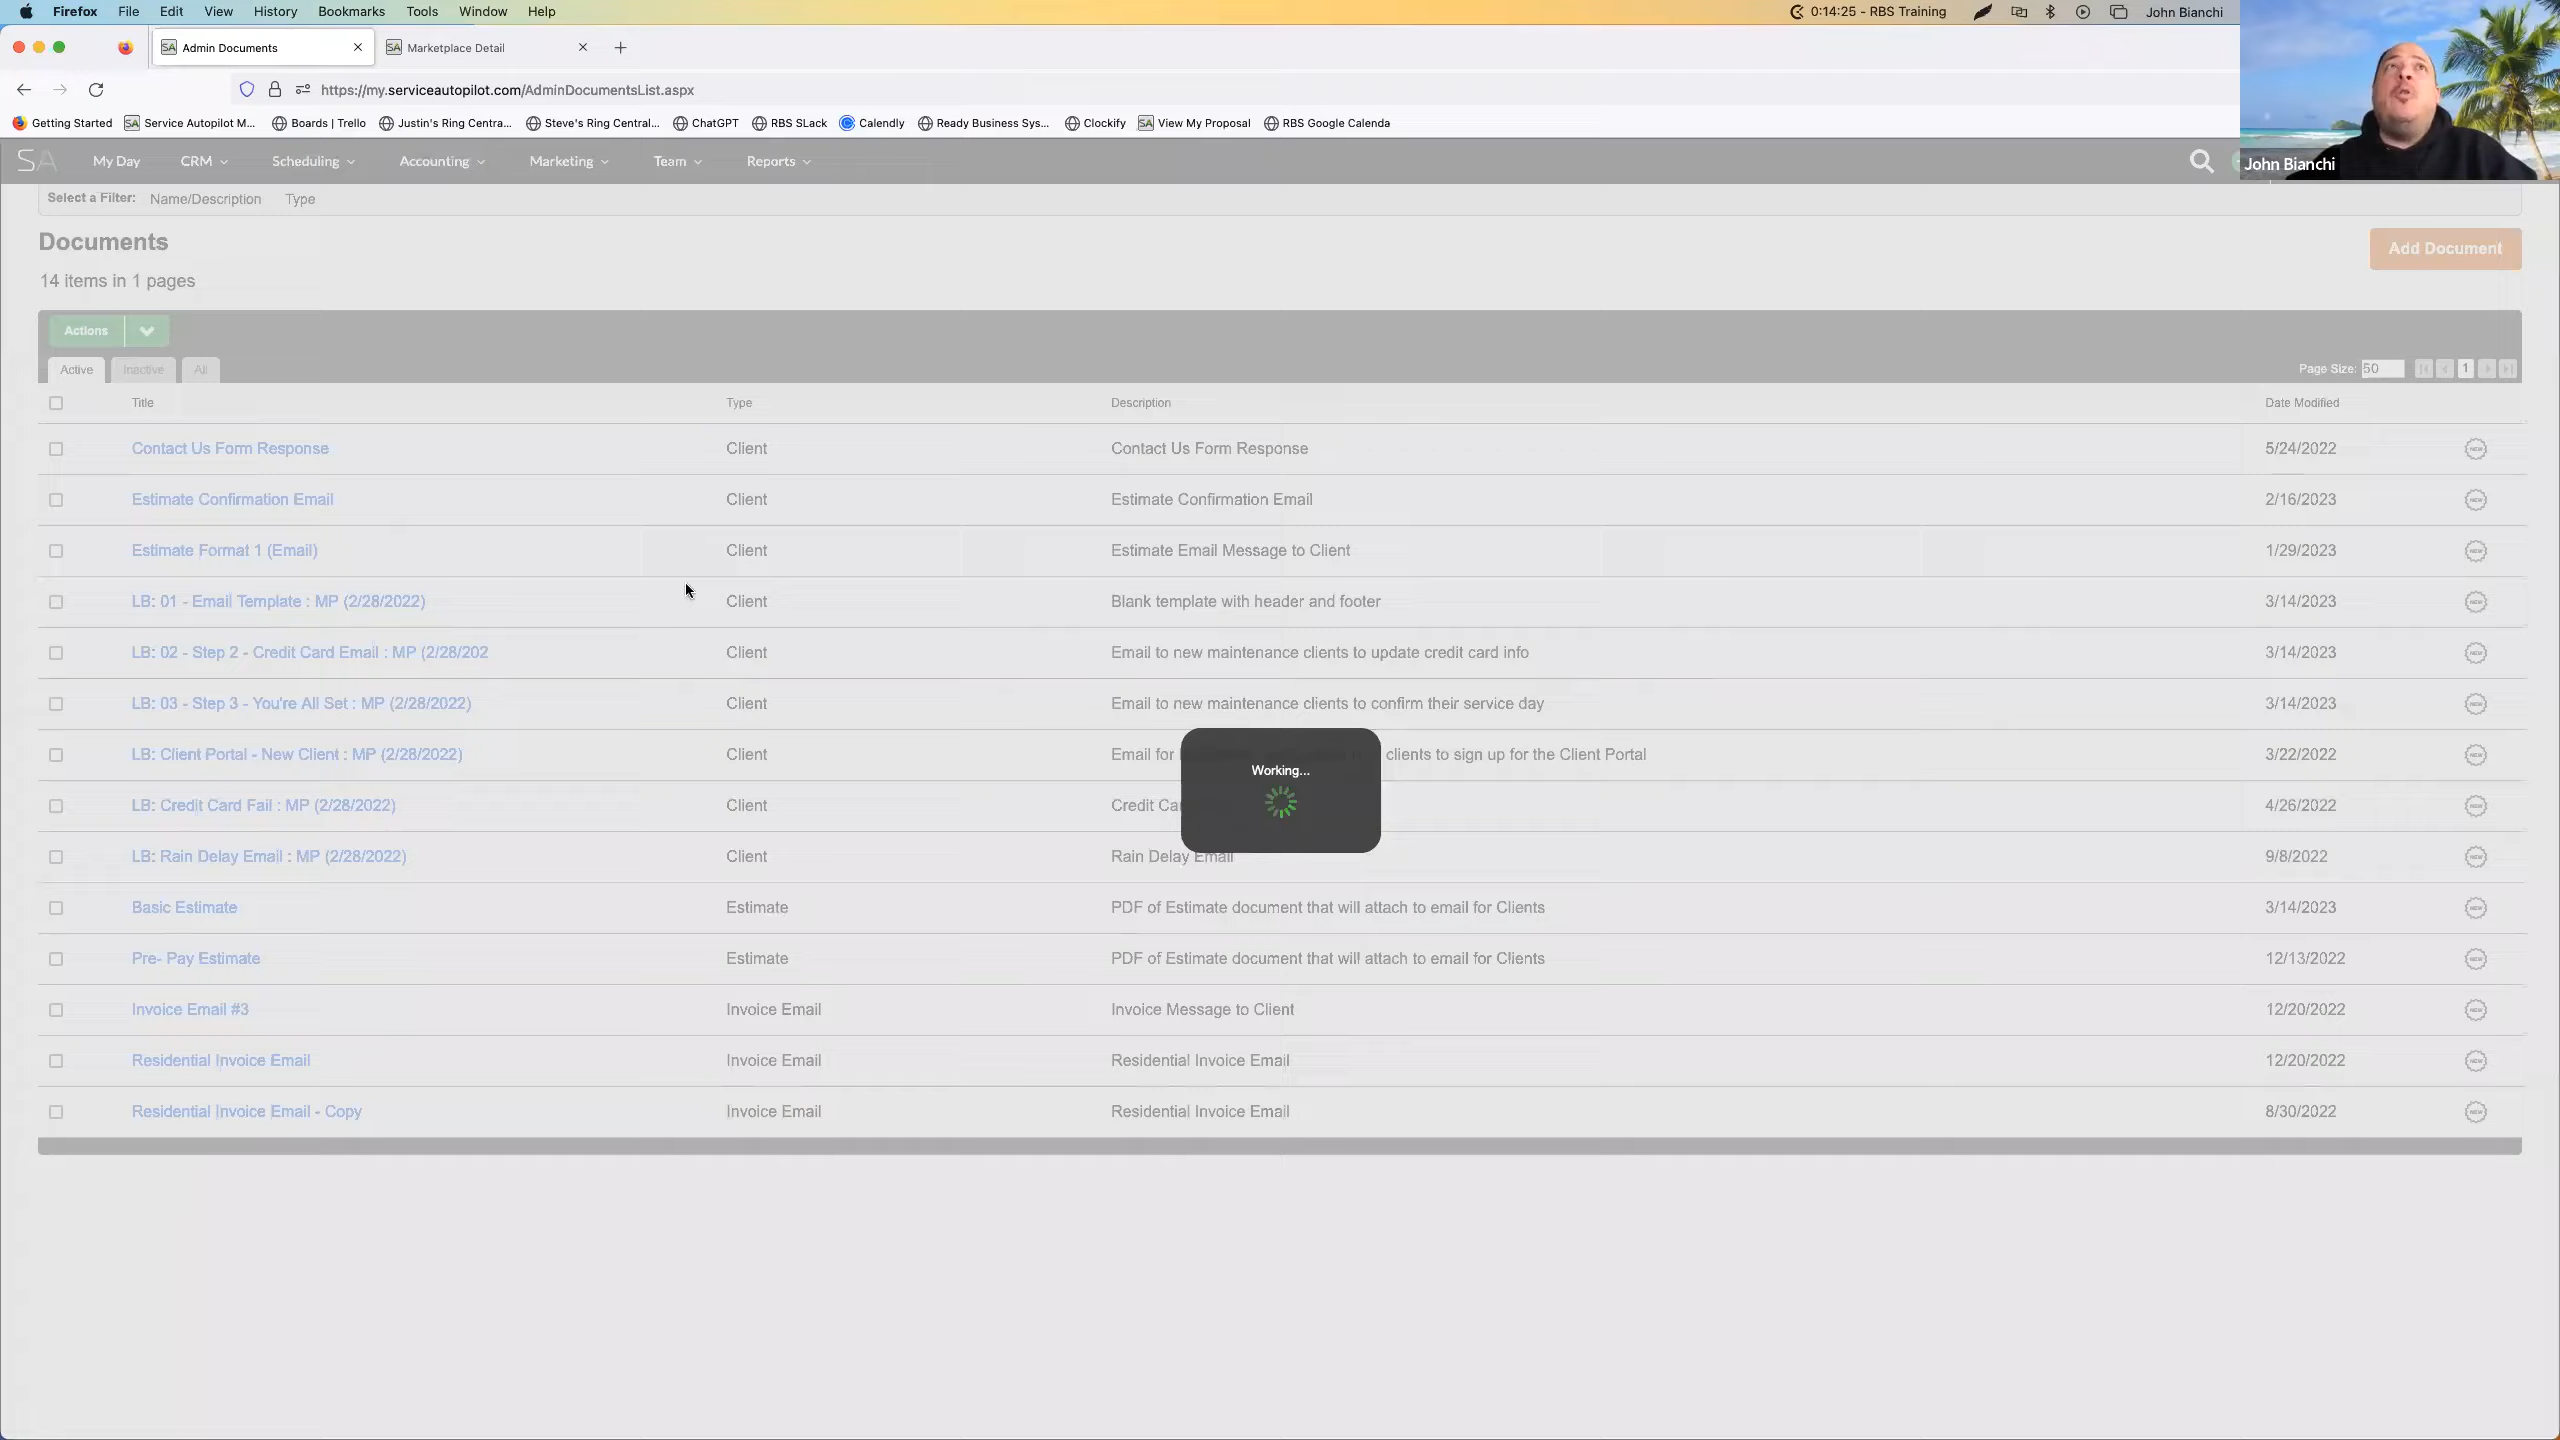 Firefox File Edit View History Bookmarks Tools Window Help 0:14:25 - RBS Training John Bianchi
Admin Documents Marketplace Detail
https://my.serviceautopilot.com/AdminDocumentsList.aspx
Getting Started Service Autopilot M... Boards | Trello Justin's Ring Centra... Steve's Ring Central... ChatGPT RBS SLack Calendly Ready Business Sys... Clockify View My Proposal RBS Google Calenda
SA My Day CRM Scheduling Accounting Marketing Team Reports
John Bianchi
Select a Filter: Name/Description Type
Documents
Add Document
14 items in 1 pages
Actions
Active Inactive All Page Size: 50 1
Title Type Description Date Modified
Contact Us Form Response Client Contact Us Form Response 5/24/2022
Estimate Confirmation Email Client Estimate Confirmation Email 2/16/2023
Estimate Format 1 (Email) Client Estimate Email Message to Client 1/29/2023
LB: 01 - Email Template : MP (2/28/2022) Client Blank template with header and footer 3/14/2023
LB: 02 - Step 2 - Credit Card Email : MP (2/28/202 Client Email to new maintenance clients to update credit card info 3/14/2023
LB: 03 - Step 3 - You're All Set : MP (2/28/2022) Client Email to new maintenance clients to confirm their service day 3/14/2023
LB: Client Portal - New Client : MP (2/28/2022) Client Email for clients to sign up for the Client Portal 3/22/2022
Working...
LB: Credit Card Fail : MP (2/28/2022) Client Credit 4/26/2022
LB: Rain Delay Email : MP (2/28/2022) Client Rain Delay Email 9/8/2022
Basic Estimate Estimate PDF of Estimate document that will attach to email for Clients 3/14/2023
Pre- Pay Estimate Estimate PDF of Estimate document that will attach to email for Clients 12/13/2022
Invoice Email #3 Invoice Email Invoice Message to Client 12/20/2022
Residential Invoice Email Invoice Email Residential Invoice Email 12/20/2022
Residential Invoice Email - Copy Invoice Email Residential Invoice Email 8/30/2022